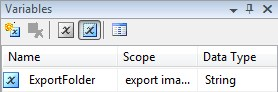 Variables
Name Scope Data Type
ExportFolder export ima... String